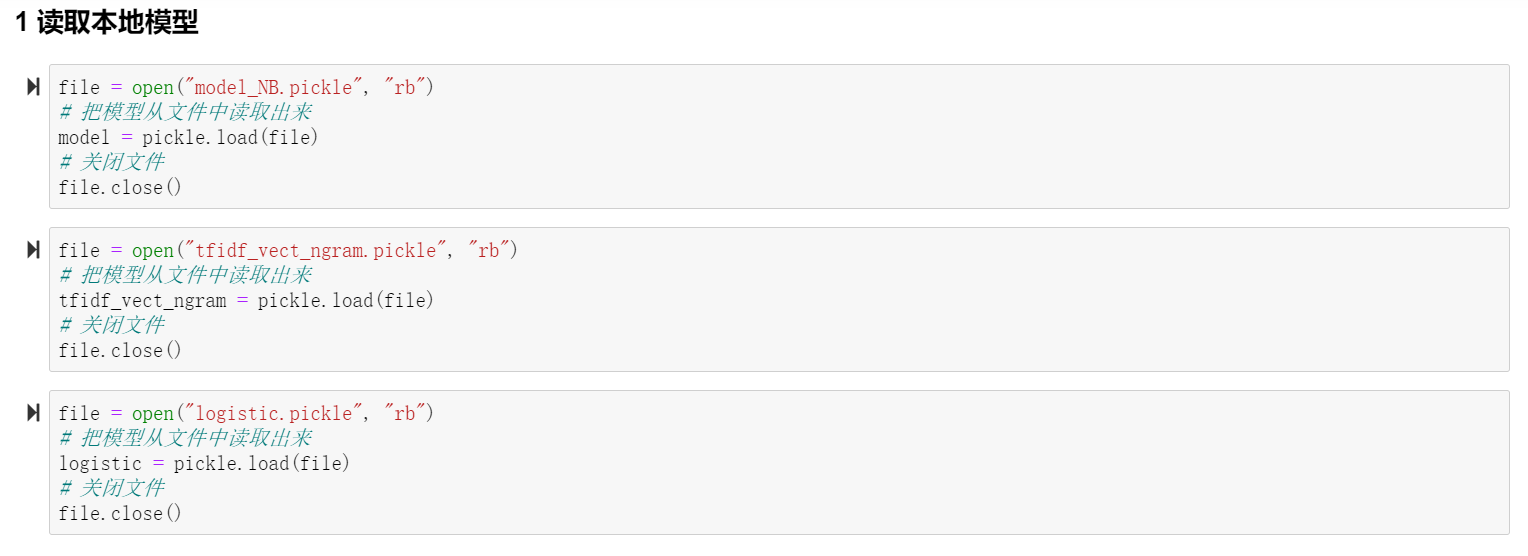 1 读取本地模型
file = open("model_NB.pickle", "rb")
# 把模型从文件中读取出来
model = pickle.load(file)
# 关闭文件
file.close()
file = open("tfidf_vect_ngram.pickle", "rb")
# 把模型从文件中读取出来
tfidf_vect_ngram = pickle.load(file)
# 关闭文件
file.close()
file = open("logistic.pickle", "rb")
# 把模型从文件中读取出来
logistic = pickle.load(file)
# 关闭文件
file.close()